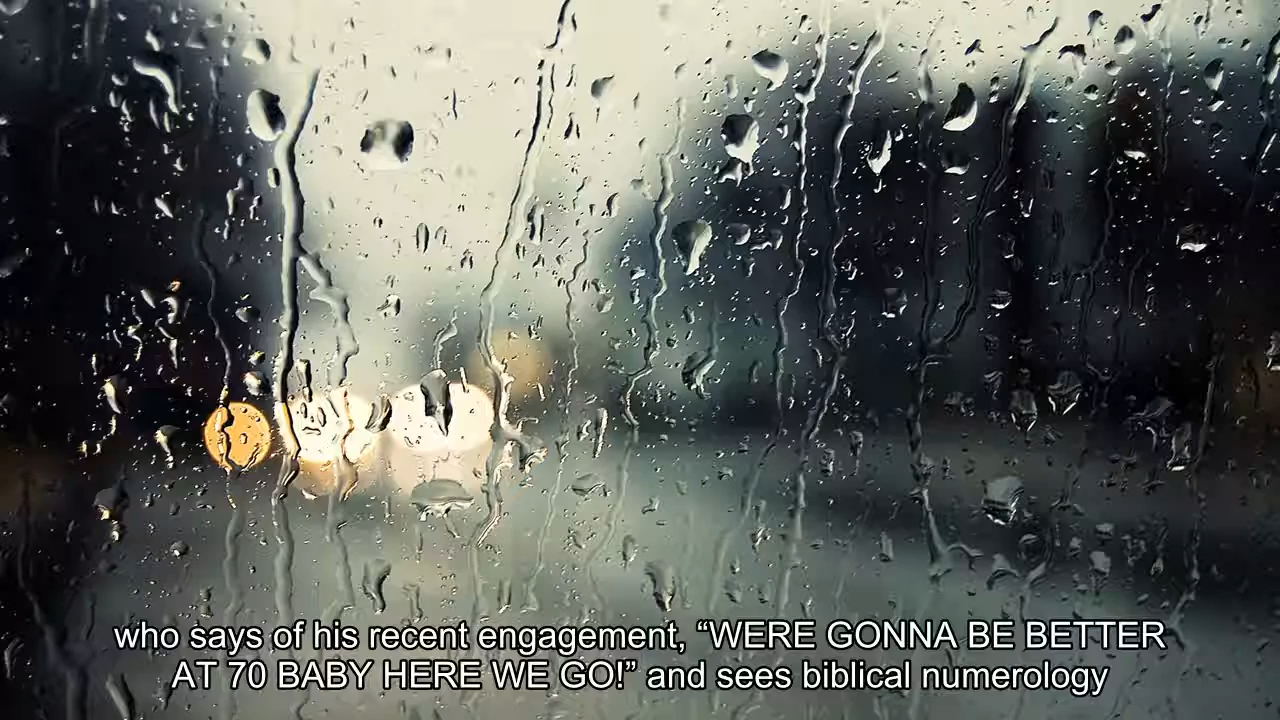 who says of his recent engagement, “WERE GONNA BE BETTER
AT 70 BABY HERE WE GO!” and sees biblical numerology